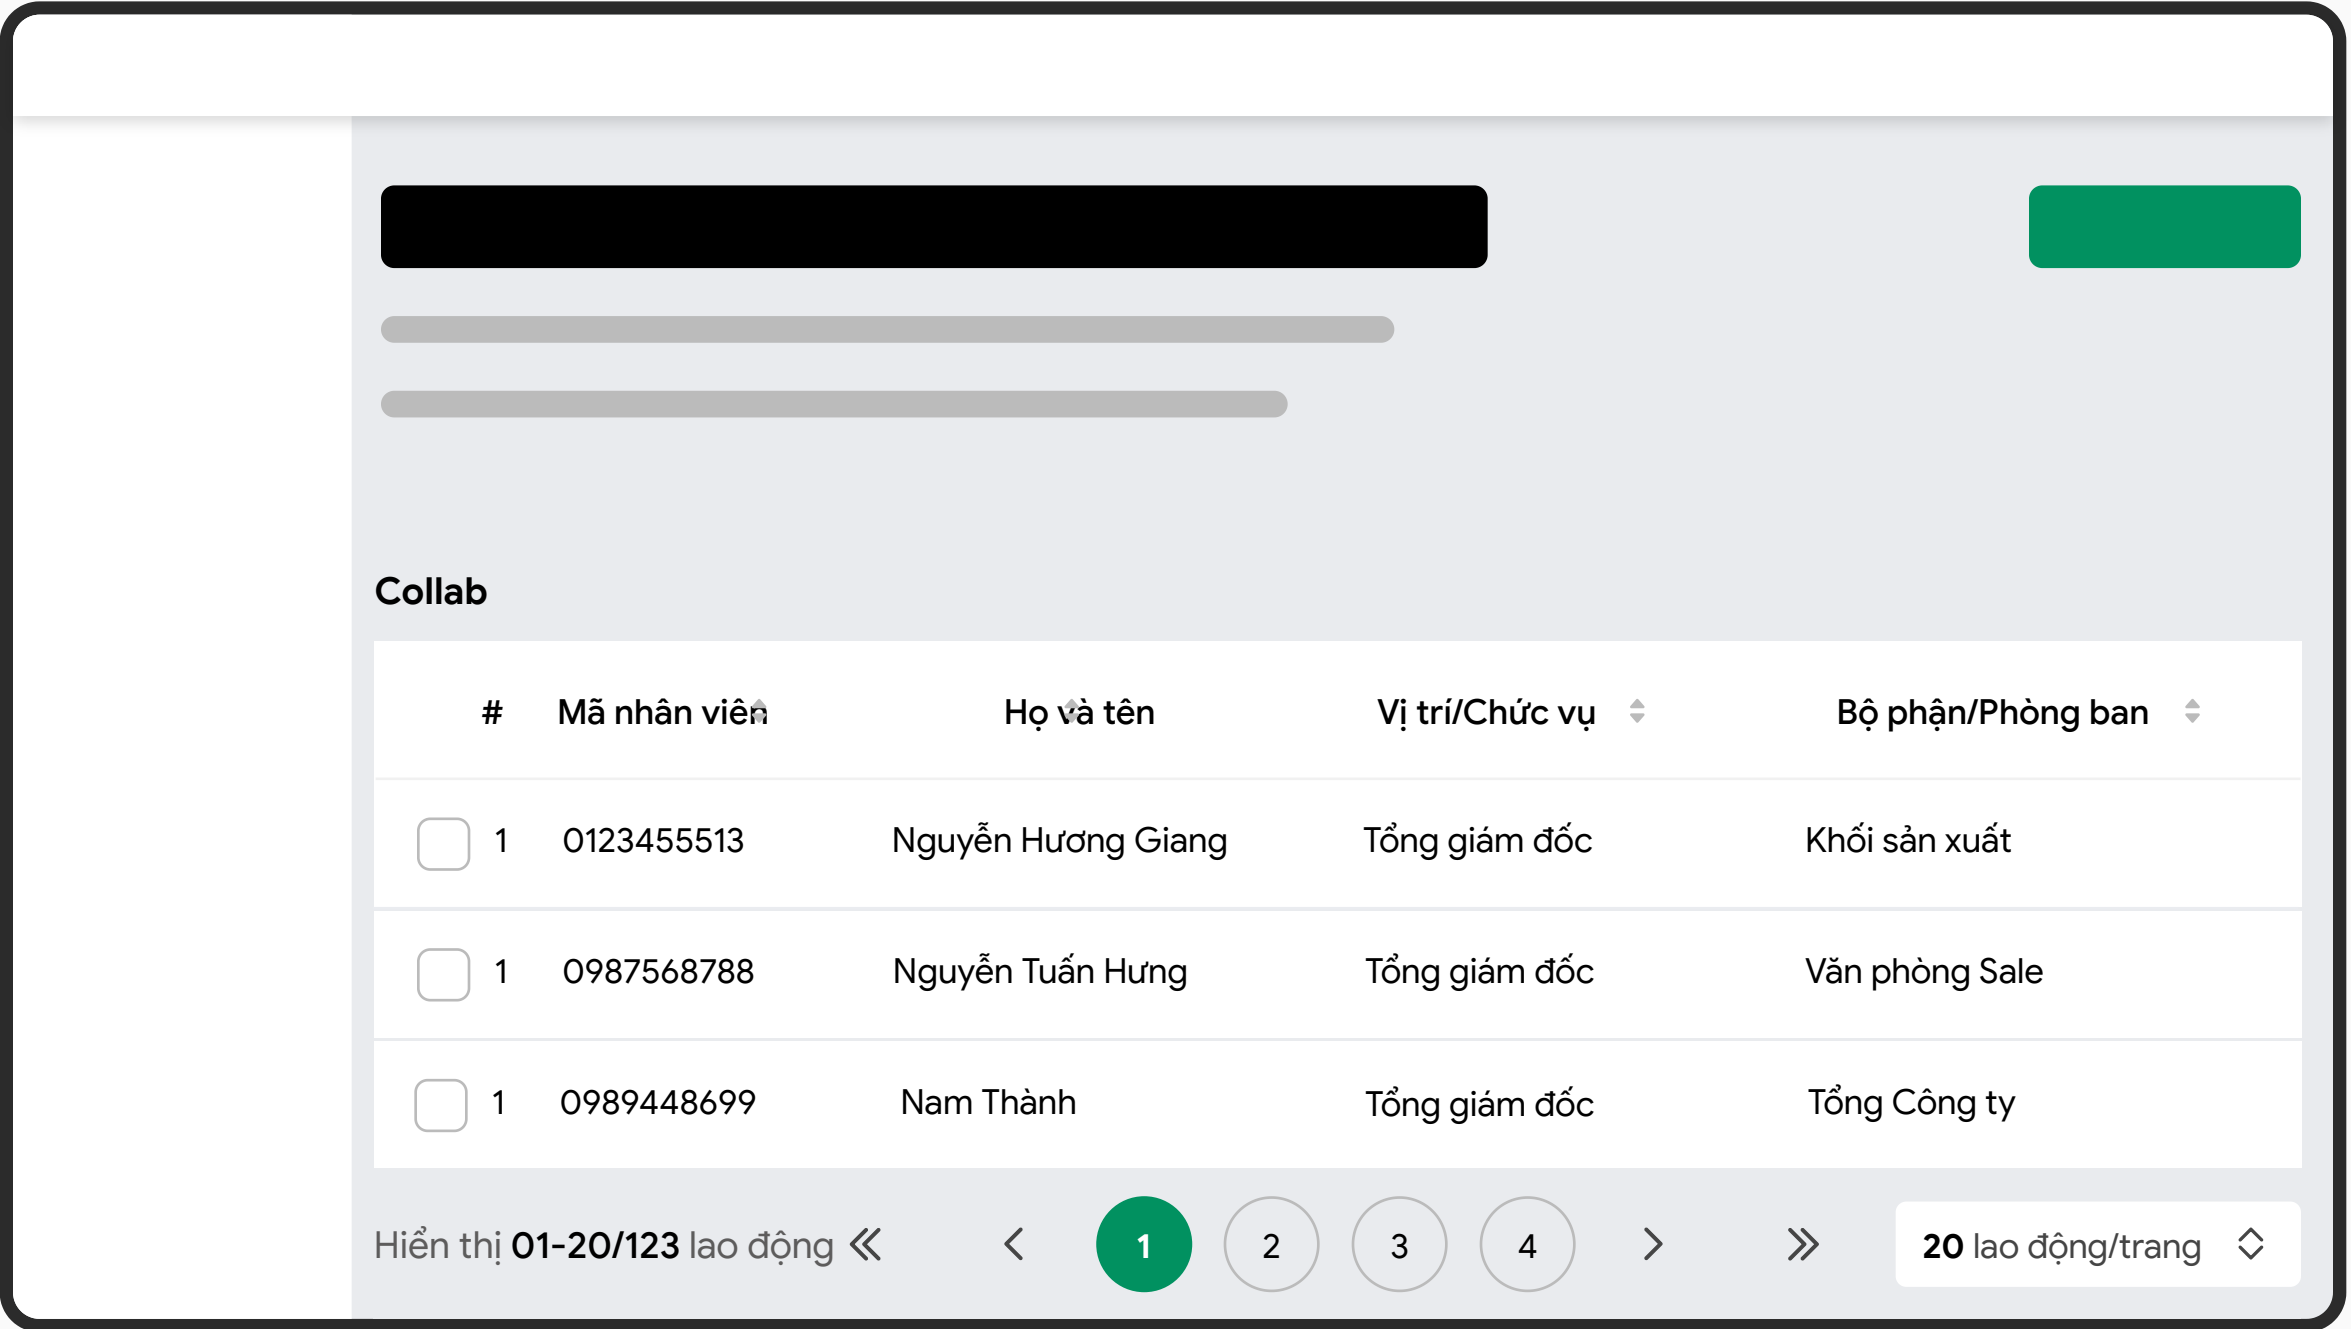 Collab
# Mã nhân viên Họ và tên Vị trí/Chức vụ Bộ phận/Phòng ban
1 0123455513 Nguyễn Hương Giang Tổng giám đốc Khối sản xuất
1 0987568788 Nguyễn Tuấn Hưng Tổng giám đốc Văn phòng Sale
1 0989448699 Nam Thành Tổng giám đốc Tổng Công ty
Hiển thị 01-20/123 lao động 1 2 3 4 20 lao động/trang